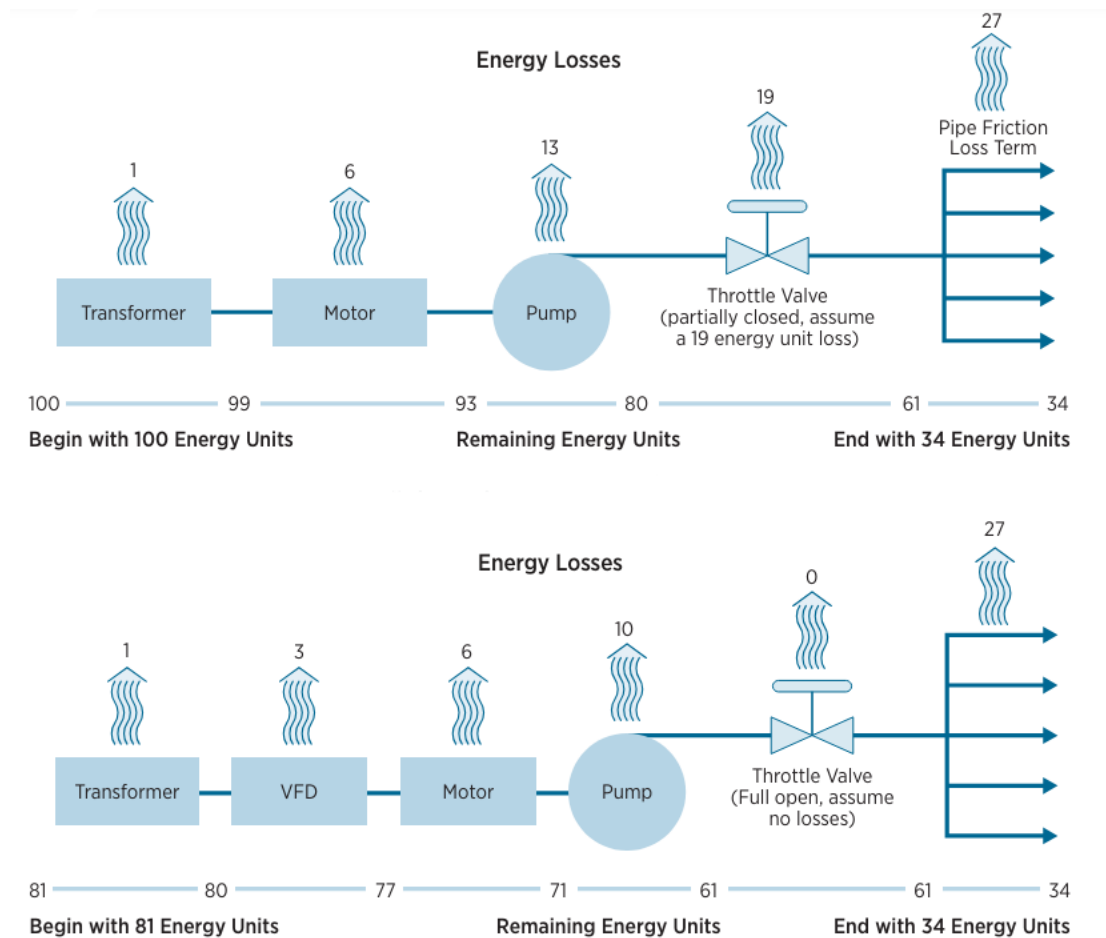 Energy Losses
27
Pipe Friction
Loss Term
19
13
6
1
Transformer
Motor
Pump
Throttle Valve
(partially closed, assume
a 19 energy unit loss)
100 99 93 80 61 34
Begin with 100 Energy Units Remaining Energy Units End with 34 Energy Units
Energy Losses
27
0
10
1 3 6
Transformer VFD Motor Pump
Throttle Valve
(Full open, assume
no losses)
81 80 77 71 61 61 34
Begin with 81 Energy Units Remaining Energy Units End with 34 Energy Units